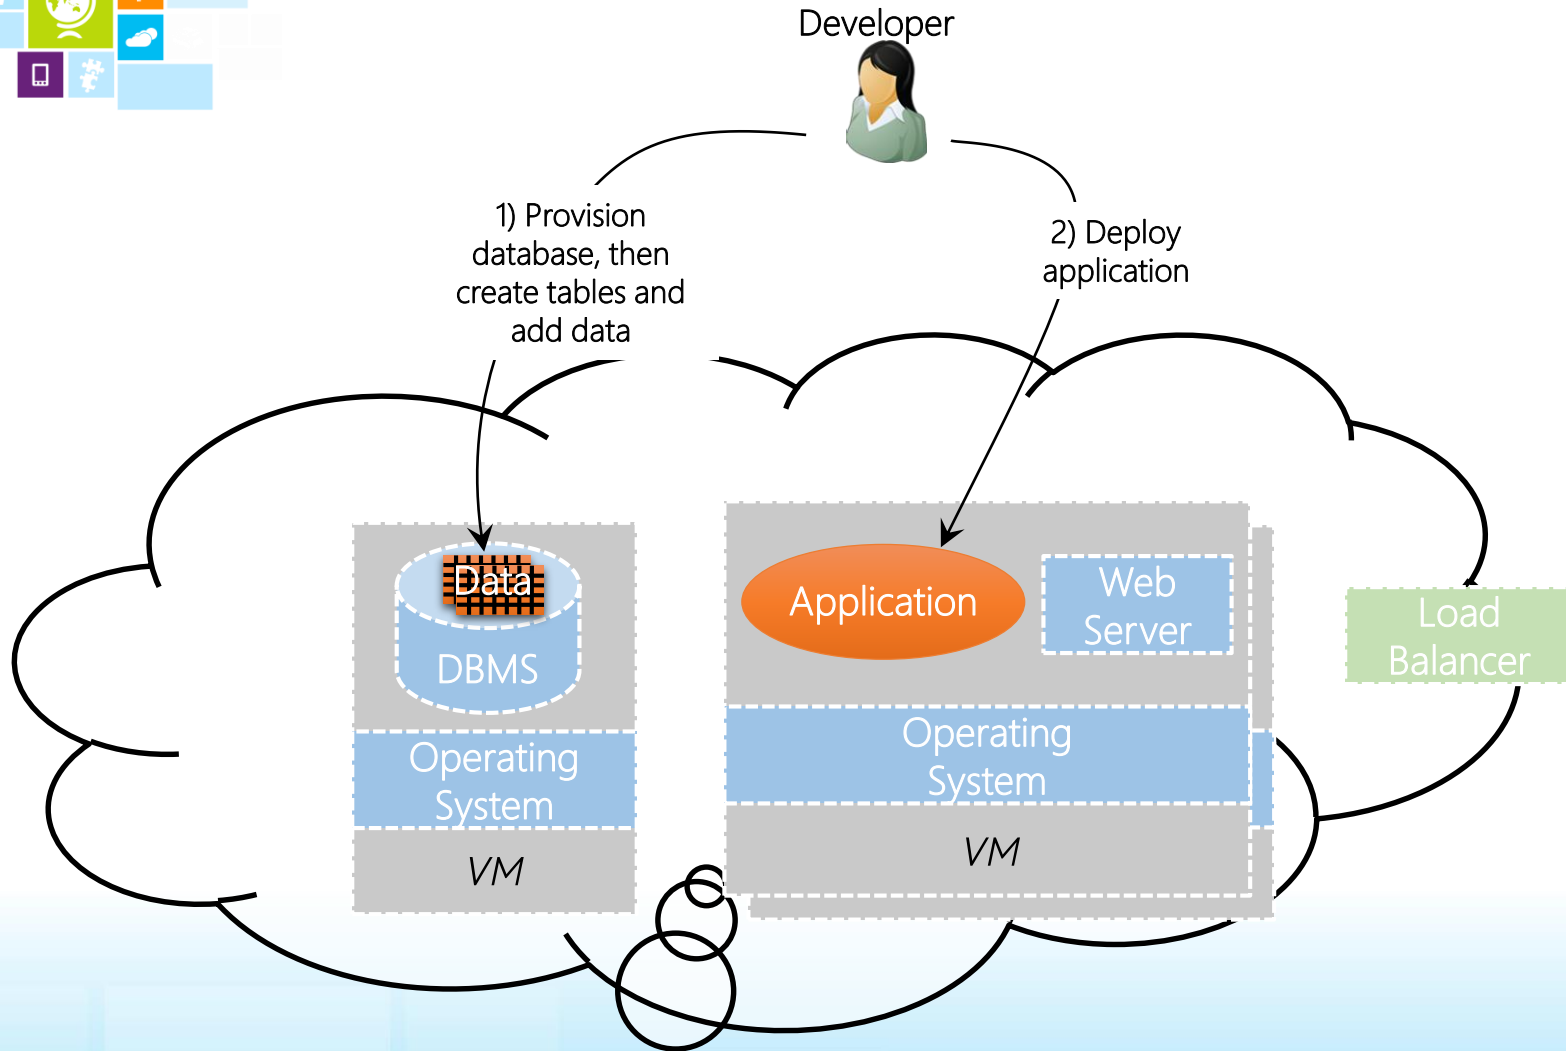 Developer
1) Provision
database, then
create tables and
add data
2) Deploy
application
Data
DBMS
Operating
System
VM
Application
Web
Server
Operating
System
VM
Load
Balancer